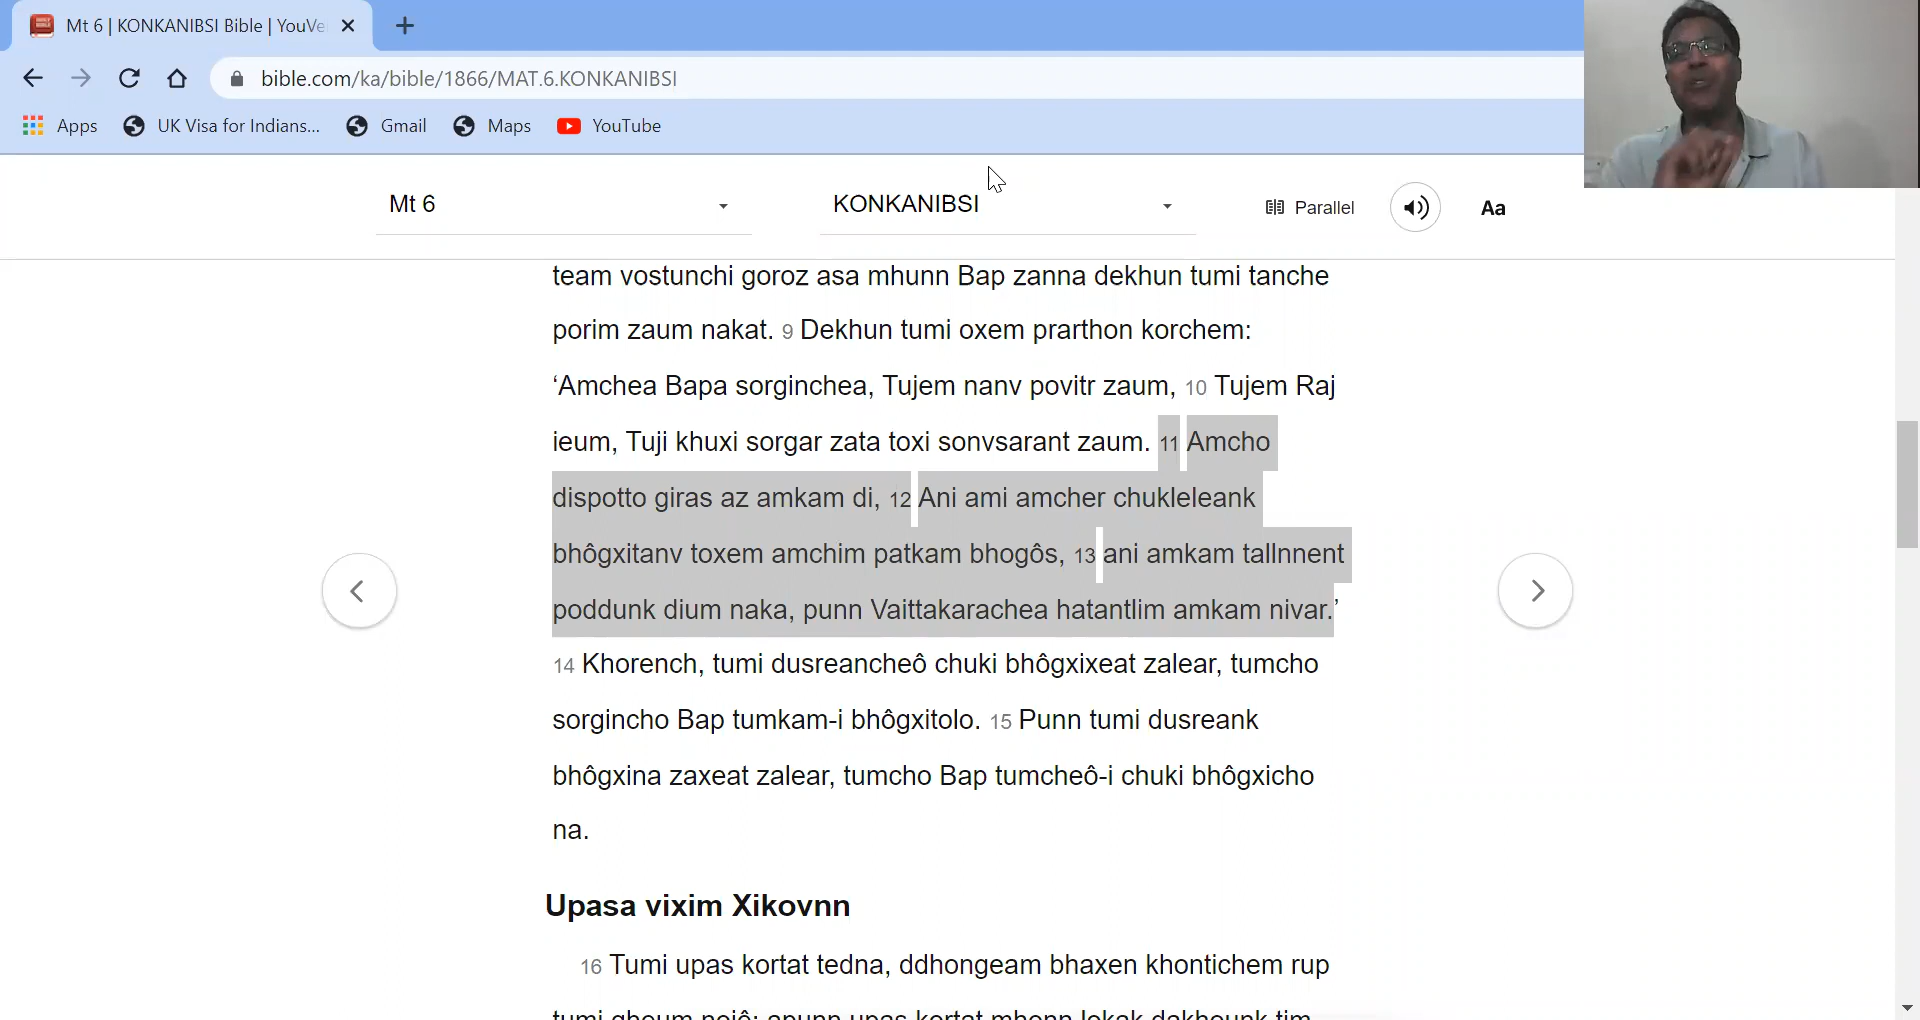 Mt 6 | KONKANIBSI Bible | YouVe
bible.com/ka/bible/1866/MAT.6.KONKANIBSI
Apps UK Visa for Indians... Gmail Maps YouTube
Mt 6 KONKANIBSI Parallel Aa
team vostunchi goroz asa mhunn Bap zanna dekhun tumi tanche
porim zaum nakat. 9 Dekhun tumi oxem prarthon korchem:
‘Amchea Bapa sorginchea, Tujem nanv povitr zaum, 10 Tujem Raj
ieum, Tuji khuxi sorgar zata toxi sonvsarant zaum. 11 Amcho
dispotto giras az amkam di, 12 Ani ami amcher chukleleank
bhôgxitanv toxem amchim patkam bhogôs, 13 ani amkam tallnnent
poddunk dium naka, punn Vaittakarachea hatantlim amkam nivar.’
14 Khorench, tumi dusreancheô chuki bhôgxixeat zalear, tumcho
sorgincho Bap tumkam-i bhôgxitolo. 15 Punn tumi dusreank
bhôgxina zaxeat zalear, tumcho Bap tumcheô-i chuki bhôgxicho
na.
Upasa vixim Xikovnn
16 Tumi upas kortat tedna, ddhongeam bhaxen khontichem rup